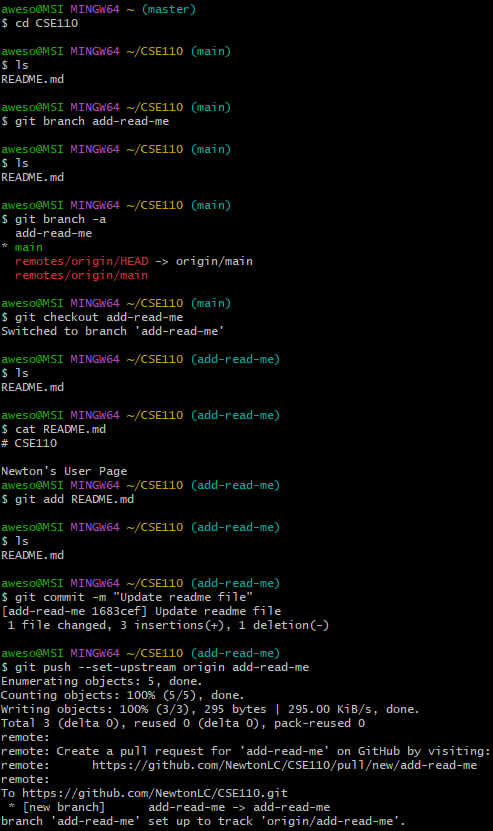 aweso@MSI MINGW64 ~ (master)
$ cd CSE110

aweso@MSI MINGW64 ~/CSE110 (main)
$ ls
README.md

aweso@MSI MINGW64 ~/CSE110 (main)
$ git branch add-read-me

aweso@MSI MINGW64 ~/CSE110 (main)
$ ls
README.md

aweso@MSI MINGW64 ~/CSE110 (main)
$ git branch -a
  add-read-me
* main
  remotes/origin/HEAD -> origin/main
  remotes/origin/main

aweso@MSI MINGW64 ~/CSE110 (main)
$ git checkout add-read-me
Switched to branch 'add-read-me'

aweso@MSI MINGW64 ~/CSE110 (add-read-me)
$ ls
README.md

aweso@MSI MINGW64 ~/CSE110 (add-read-me)
$ cat README.md
# CSE110

Newton's User Page
aweso@MSI MINGW64 ~/CSE110 (add-read-me)
$ git add README.md

aweso@MSI MINGW64 ~/CSE110 (add-read-me)
$ ls
README.md

aweso@MSI MINGW64 ~/CSE110 (add-read-me)
$ git commit -m "Update readme file"
[add-read-me 1683cef] Update readme file
 1 file changed, 3 insertions(+), 1 deletion(-)

aweso@MSI MINGW64 ~/CSE110 (add-read-me)
$ git push --set-upstream origin add-read-me
Enumerating objects: 5, done.
Counting objects: 100% (5/5), done.
Writing objects: 100% (3/3), 295 bytes | 295.00 KiB/s, done.
Total 3 (delta 0), reused 0 (delta 0), pack-reused 0
remote:
remote: Create a pull request for 'add-read-me' on GitHub by visiting:
remote:      https://github.com/NewtonLC/CSE110/pull/new/add-read-me
remote:
To https://github.com/NewtonLC/CSE110.git
 * [new branch]      add-read-me -> add-read-me
branch 'add-read-me' set up to track 'origin/add-read-me'.